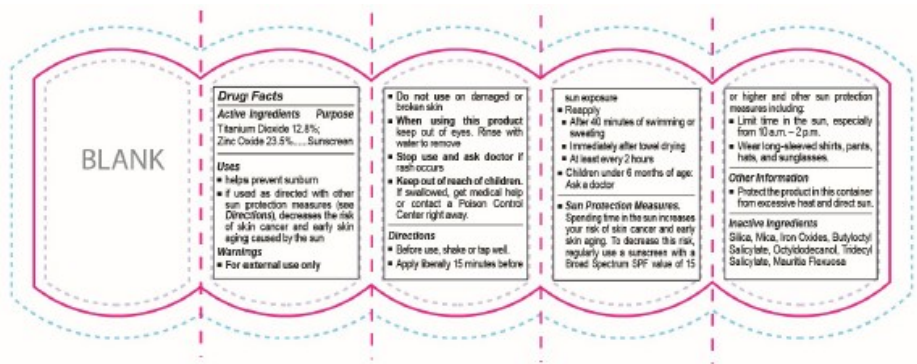 BLANK
Drug Facts
Active Ingredients Purpose
Titanium Dioxide 12.8%;
Zinc Oxide 23.5%.....Sunscreen
Uses
▪ helps prevent sunburn
▪ if used as directed with other
sun protection measures (see
Directions), decreases the risk
of skin cancer and early skin
aging caused by the sun
Warnings
▪ For external use only
▪ Do not use on damaged or
broken skin
▪ When using this product
keep out of eyes. Rinse with
water to remove
▪ Stop use and ask doctor if
rash occurs
▪ Keep out of reach of children.
If swallowed, get medical help
or contact a Poison Control
Center right away.
Directions
▪ Before use, shake or tap well.
▪ Apply liberally 15 minutes before
sun exposure
▪ Reapply
▪ After 40 minutes of swimming or
sweating
▪ Immediately after towel drying
▪ At least every 2 hours
▪ Children under 6 months of age:
Ask a doctor
▪ Sun Protection Measures.
Spending time in the sun increases
your risk of skin cancer and early
skin aging. To decrease this risk,
regularly use a sunscreen with a
Broad Spectrum SPF value of 15
or higher and other sun protection
measures including:
▪ Limit time in the sun, especially
from 10 a.m. – 2 p.m.
▪ Wear long-sleeved shirts, pants,
hats, and sunglasses.
Other Information
▪ Protect the product in this container
from excessive heat and direct sun.
Inactive Ingredients
Silica, Mica, Iron Oxides, Butyloctyl
Salicylate, Octyldodecanol, Tridecyl
Salicylate, Mauritia Flexuosa